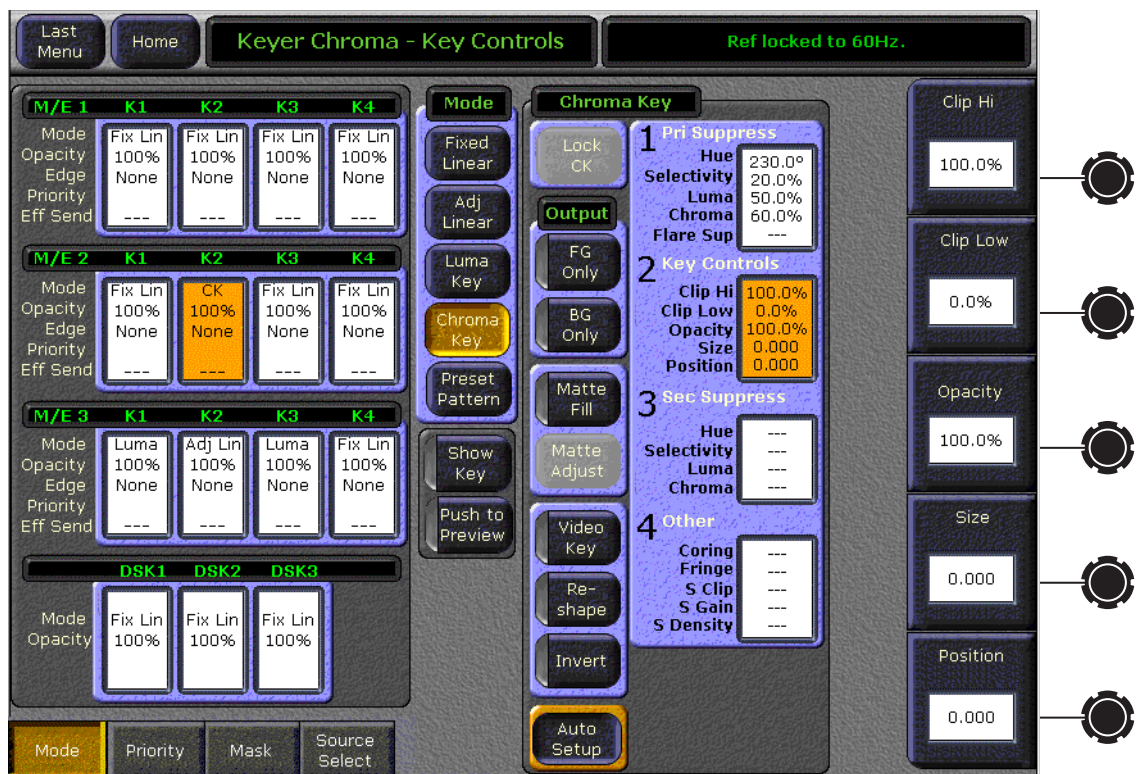 Last Menu
Home
Keyer Chroma - Key Controls
Ref locked to 60Hz.
M/E 1 K1 K2 K3 K4
Mode Fix Lin Fix Lin Fix Lin Fix Lin
Opacity 100% 100% 100% 100%
Edge None None None None
Priority
Eff Send --- --- --- ---
M/E 2 K1 K2 K3 K4
Mode Fix Lin CK Fix Lin Fix Lin
Opacity 100% 100% 100% 100%
Edge None None None None
Priority
Eff Send --- --- --- ---
M/E 3 K1 K2 K3 K4
Mode Luma Adj Lin Luma Fix Lin
Opacity 100% 100% 100% 100%
Edge None None None None
Priority
Eff Send --- --- --- ---
DSK1 DSK2 DSK3
Mode Fix Lin Fix Lin Fix Lin
Opacity 100% 100% 100%
Mode
Priority
Mask
Source
Select
Mode
Fixed
Linear
Adj
Linear
Luma
Key
Chroma
Key
Preset
Pattern
Show
Key
Push to
Preview
Chroma Key
Lock
CK
Output
FG
Only
BG
Only
Matte
Fill
Matte
Adjust
Video
Key
Re-
shape
Invert
Auto
Setup
1 Pri Suppress
Hue 230.0°
Selectivity 20.0%
Luma 50.0%
Chroma 60.0%
Flare Sup ---
2 Key Controls
Clip Hi 100.0%
Clip Low 0.0%
Opacity 100.0%
Size 0.000
Position 0.000
3 Sec Suppress
Hue ---
Selectivity ---
Luma ---
Chroma ---
4 Other
Coring ---
Fringe ---
S Clip ---
S Gain ---
S Density ---
Clip Hi
100.0%
Clip Low
0.0%
Opacity
100.0%
Size
0.000
Position
0.000